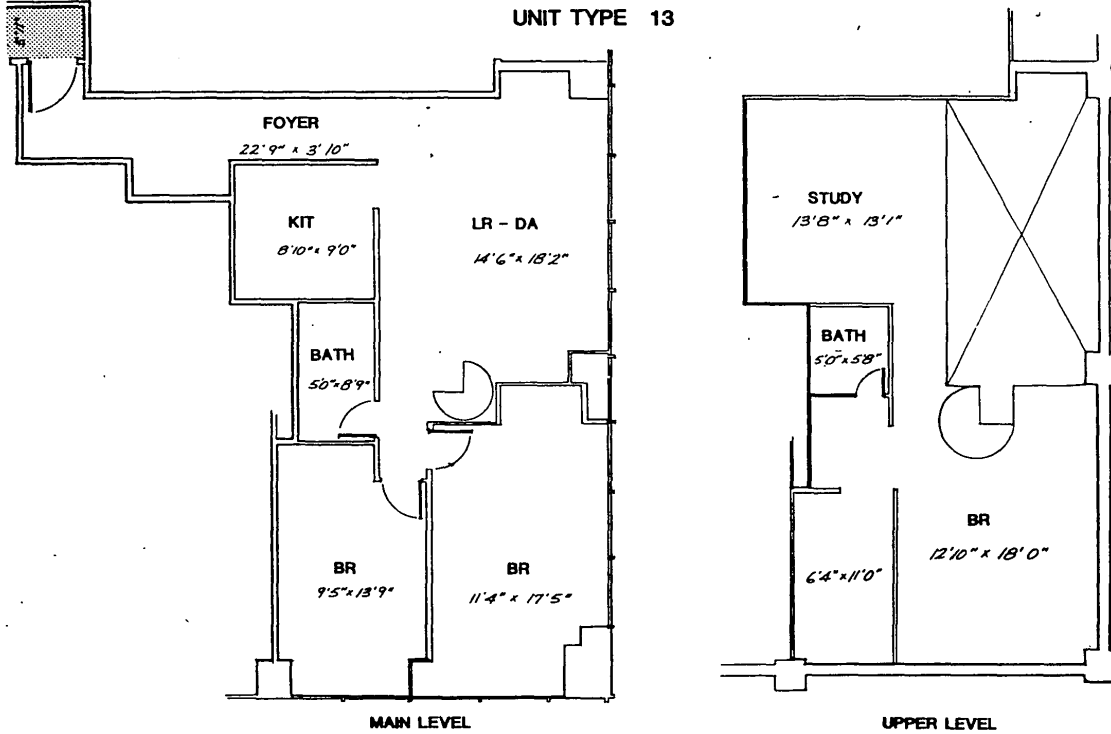 UNIT TYPE 13
FOYER
22'9" x 3'10"
KIT
8'10" x 9'0"
LR - DA
14'6" x 18'2"
BATH
5'0" x 8'9"
BR
9'5" x 13'9"
BR
11'4" x 17'5"
MAIN LEVEL
STUDY
13'8" x 13'1"
BATH
5'0" x 5'8"
BR
12'10" x 18'0"
6'4" x 11'0"
UPPER LEVEL